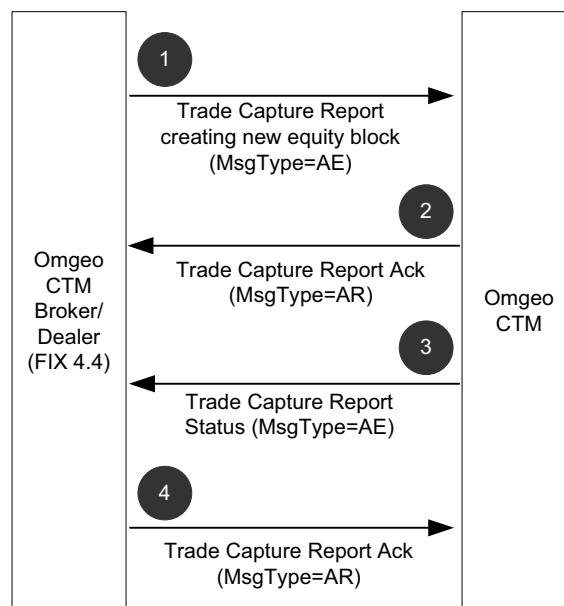 1
Trade Capture Report
creating new equity block
(MsgType=AE)
2
Trade Capture Report Ack
(MsgType=AR)
Omgeo
CTM
Broker/
Dealer
(FIX 4.4)
Omgeo
CTM
3
Trade Capture Report
Status (MsgType=AE)
4
Trade Capture Report Ack
(MsgType=AR)